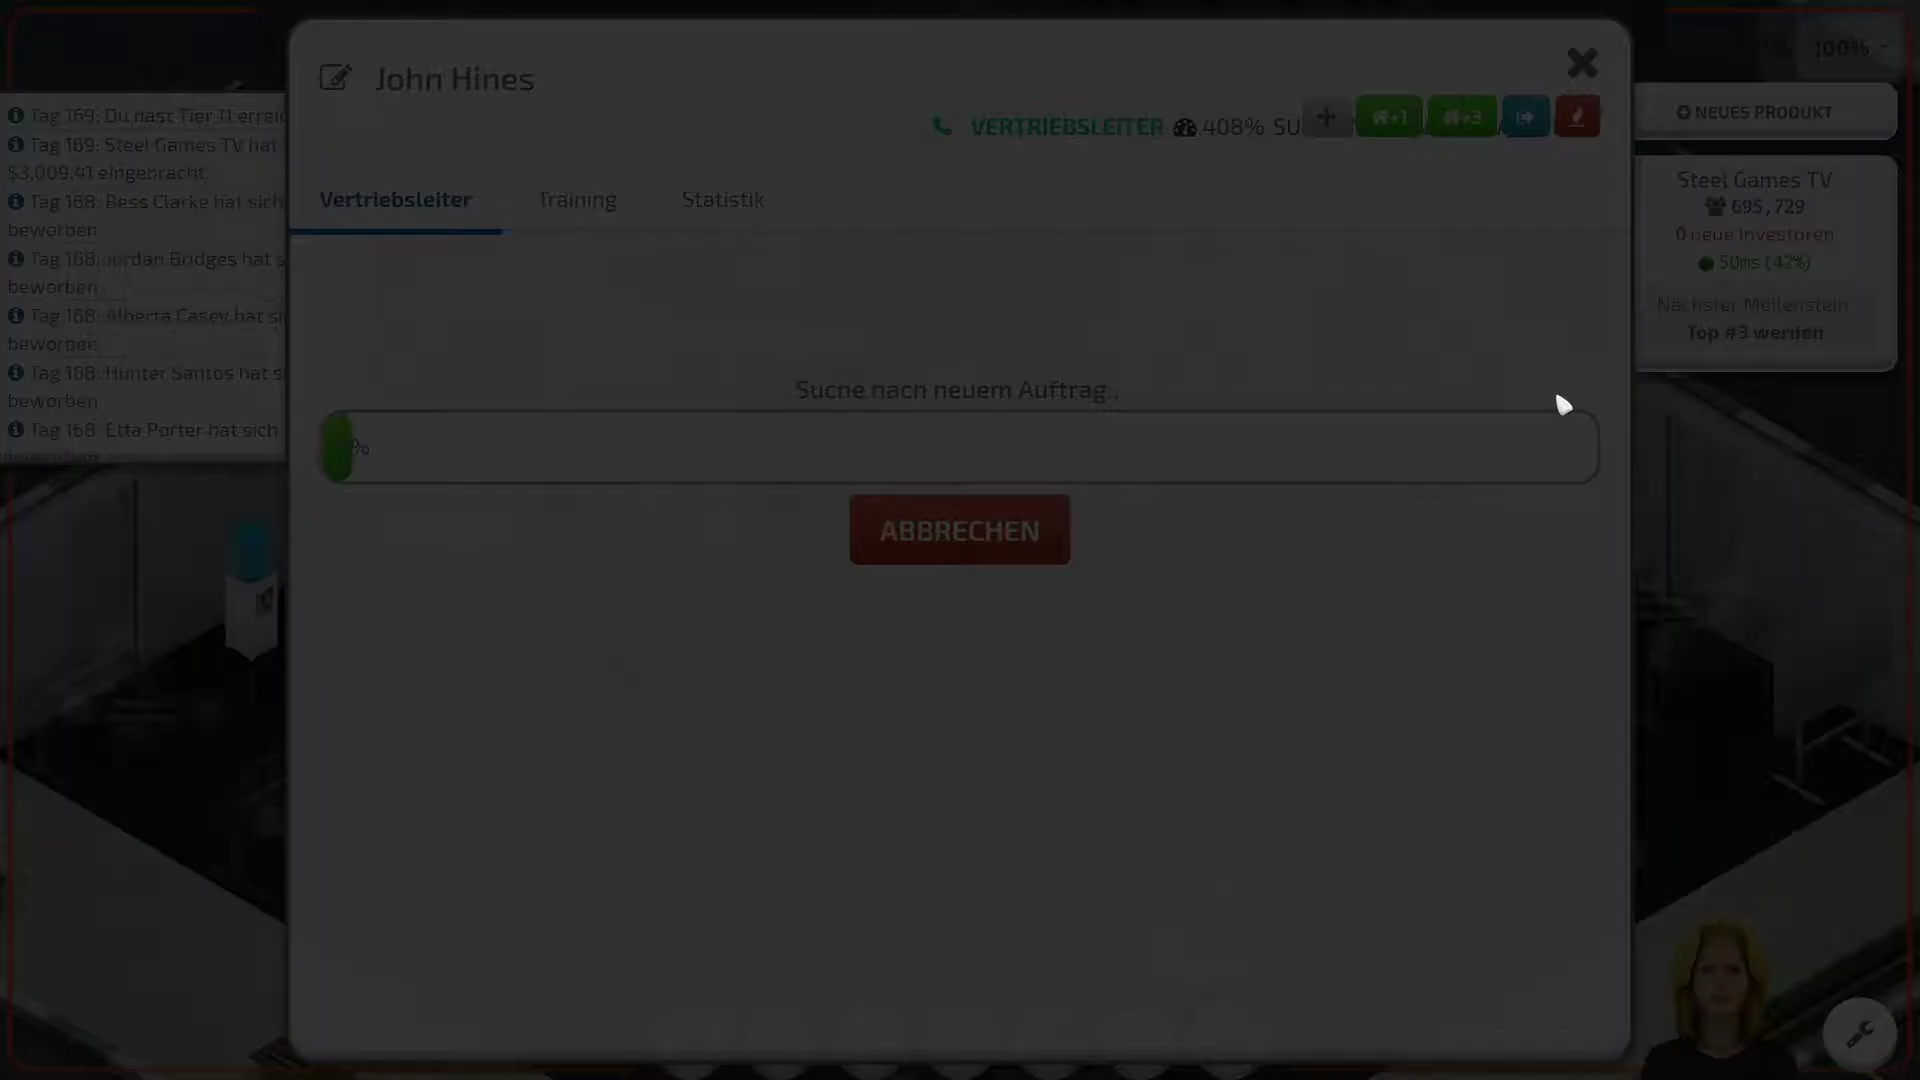 John Hines
100%
VERTRIEBSLEITER 408% SU
+1
+3
Vertriebsleiter
Training
Statistik
Tag 169: Du hast Tier 11 erreic
Tag 169: Steel Games TV hat
$3,009.41 eingebracht.
Tag 168: Bess Clarke hat sich
beworben
Tag 168: Jordan Bridges hat s
beworben
Tag 168: Alberta Casey hat si
beworben
Tag 168: Hunter Santos hat s
beworben
Tag 168: Etta Porter hat sich
Suche nach neuem Auftrag..
%
ABBRECHEN
NEUES PRODUKT
Steel Games TV
695,729
0 neue Investoren
50ms (42%)
Nächster Meilenstein
Top #3 werden